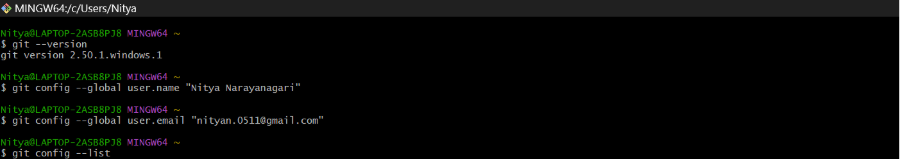 MINGW64:/c/Users/Nitya
Nitya@LAPTOP-2ASB8PJ8 MINGW64 ~
$ git --version
git version 2.50.1.windows.1
Nitya@LAPTOP-2ASB8PJ8 MINGW64 ~
$ git config --global user.name "Nitya Narayanagari"
Nitya@LAPTOP-2ASB8PJ8 MINGW64 ~
$ git config --global user.email "nityan.0511@gmail.com"
Nitya@LAPTOP-2ASB8PJ8 MINGW64 ~
$ git config --list